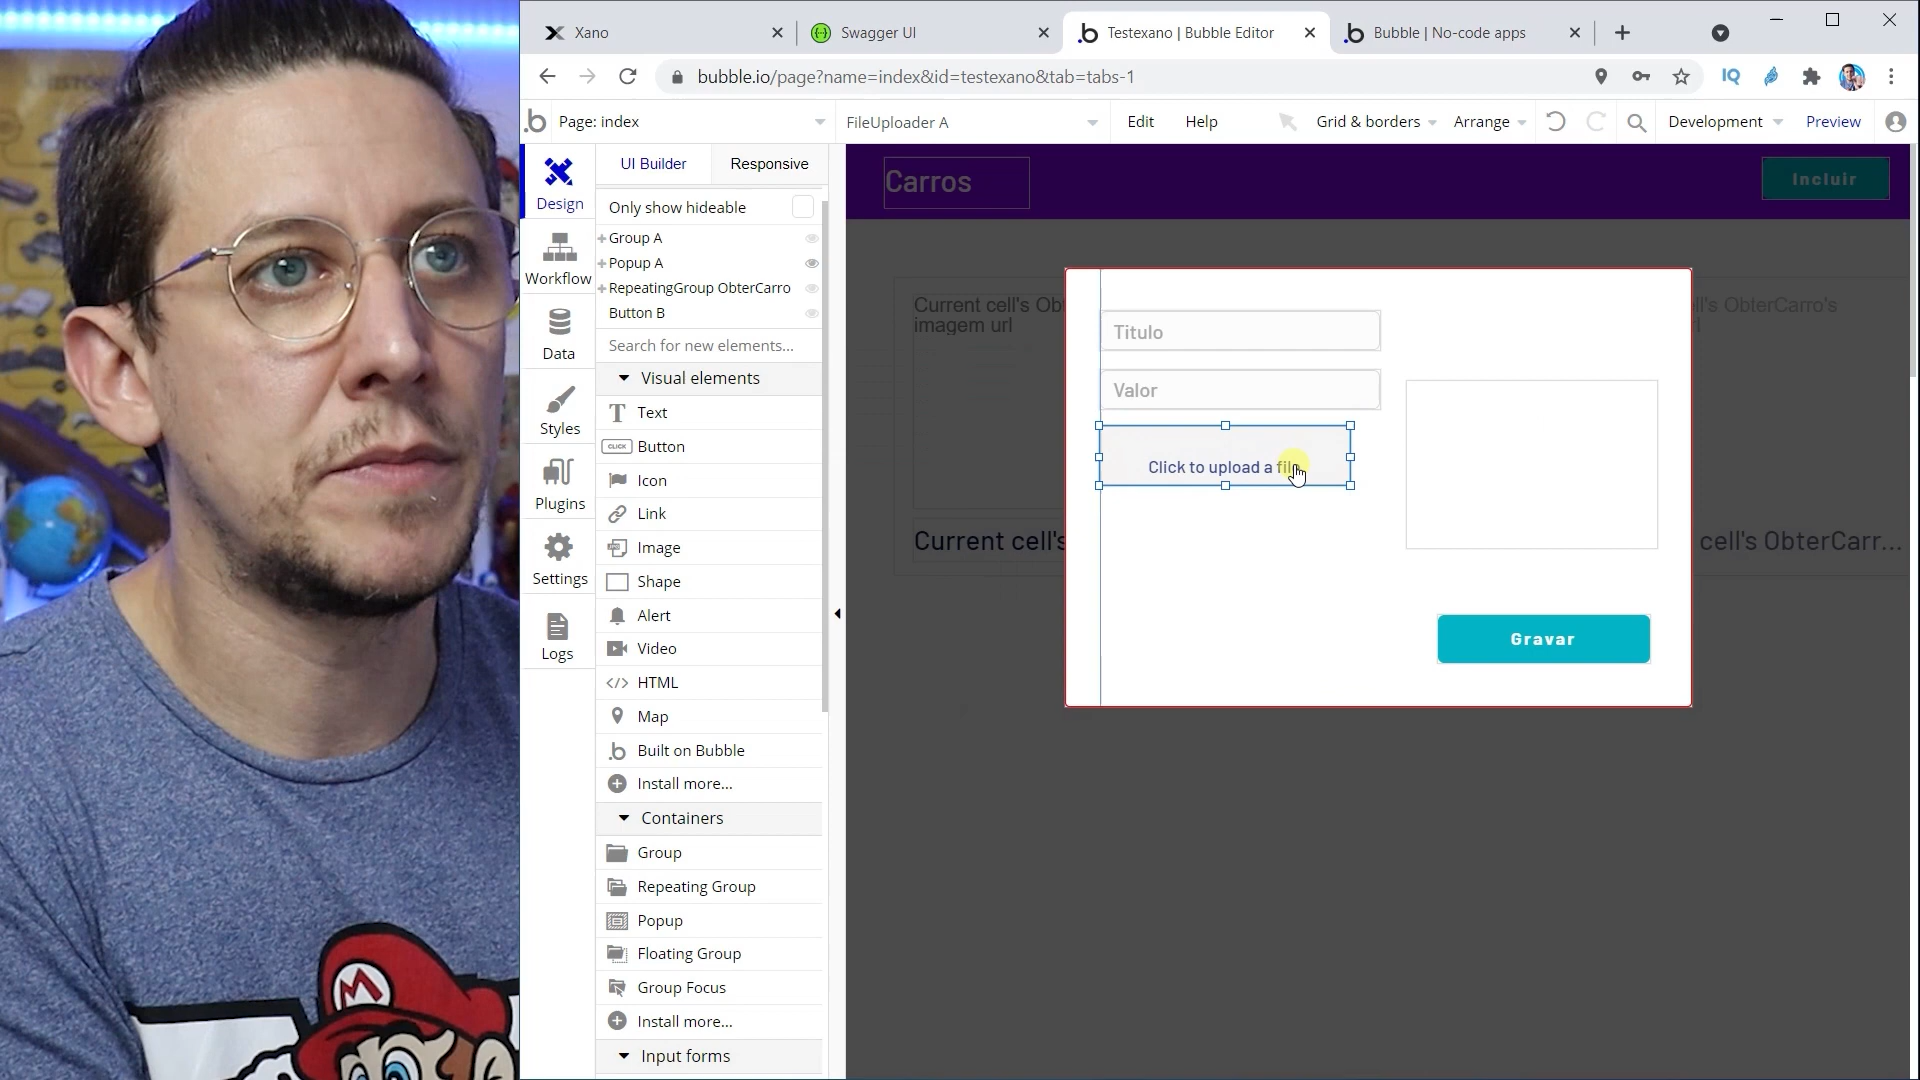 Xano
Swagger UI
Testexano | Bubble Editor
Bubble | No-code apps
bubble.io/page?name=index&id=testexano&tab=tabs-1
IQ
Page: index
FileUploader A
Edit
Help
Grid & borders
Arrange
Development
Preview
Design
Workflow
Data
Styles
Plugins
Settings
Logs
UI Builder
Responsive
Only show hideable
Group A
Popup A
RepeatingGroup ObterCarro
Button B
Search for new elements...
Visual elements
Text
CLICK
Button
Icon
Link
Image
Shape
Alert
Video
HTML
Map
Built on Bubble
Install more...
Containers
Group
Repeating Group
Popup
Floating Group
Group Focus
Install more...
Input forms
Carros
Incluir
Current cell's Ob
imagem url
Current cell's
l's ObterCarro's
cell's ObterCarr...
Titulo
Valor
Click to upload a file
Gravar
M